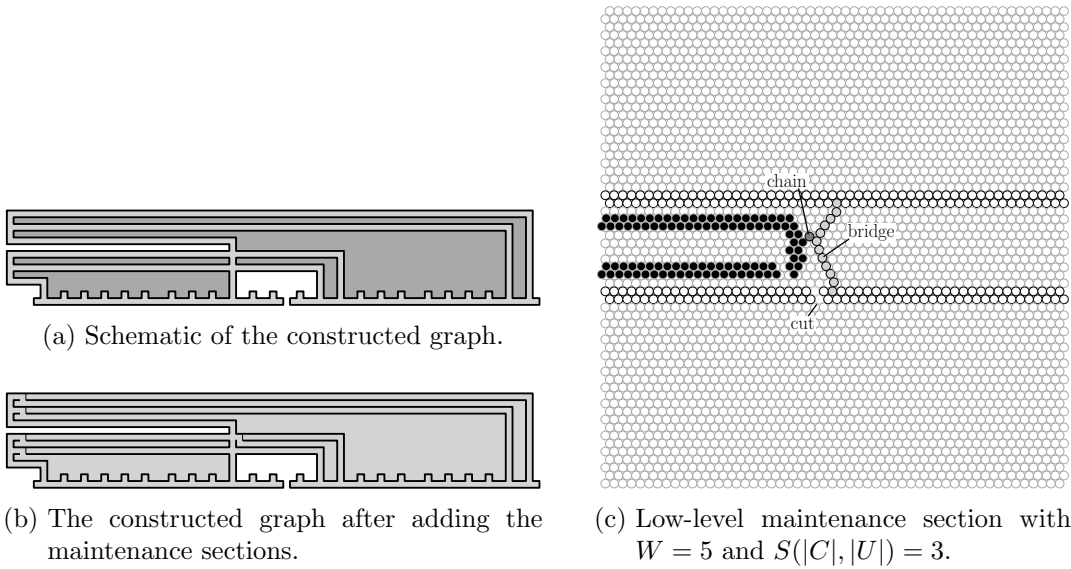 (a) Schematic of the constructed graph.
(b) The constructed graph after adding the
maintenance sections.
chain
bridge
cut
(c) Low-level maintenance section with
W = 5 and S(|C|, |U|) = 3.